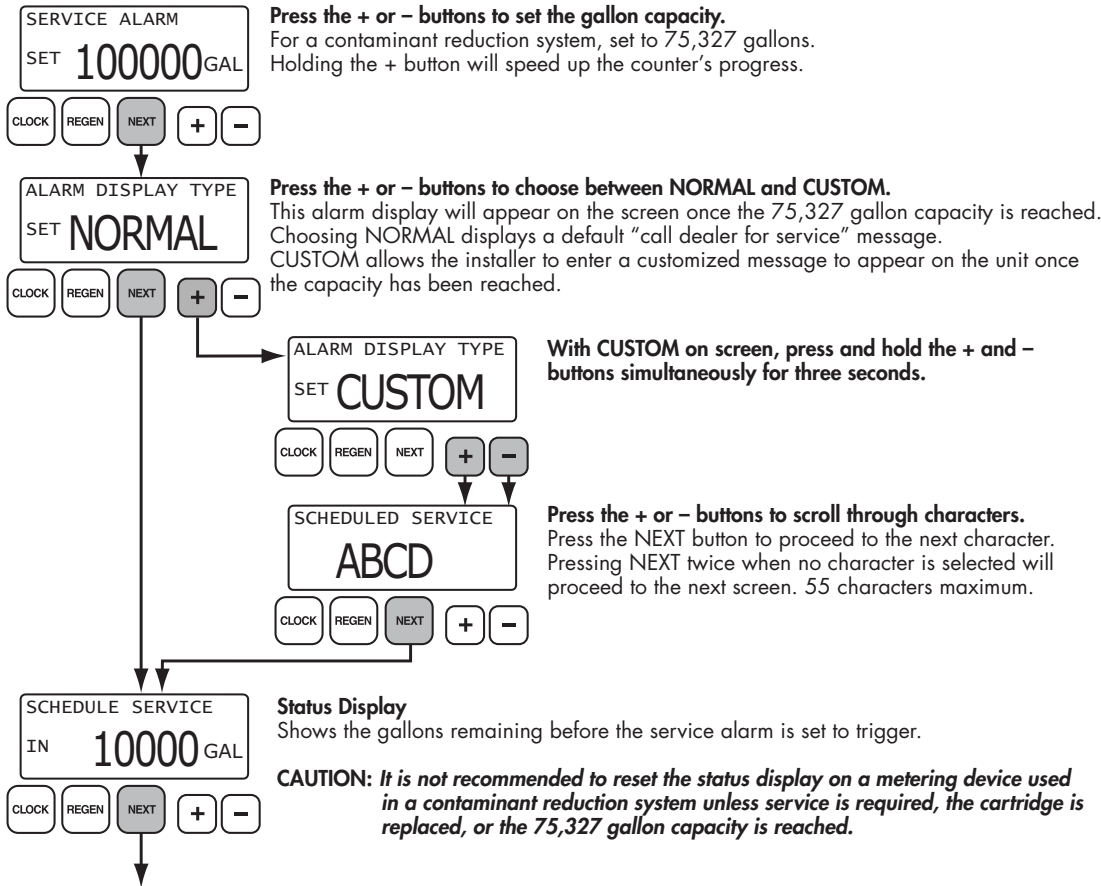 SERVICE ALARM
SET 100000 GAL
CLOCK REGEN NEXT + –
Press the + or – buttons to set the gallon capacity.
For a contaminant reduction system, set to 75,327 gallons.
Holding the + button will speed up the counter’s progress.
ALARM DISPLAY TYPE
SET NORMAL
CLOCK REGEN NEXT + –
Press the + or – buttons to choose between NORMAL and CUSTOM.
This alarm display will appear on the screen once the 75,327 gallon capacity is reached.
Choosing NORMAL displays a default “call dealer for service” message.
CUSTOM allows the installer to enter a customized message to appear on the unit once
the capacity has been reached.
ALARM DISPLAY TYPE
SET CUSTOM
CLOCK REGEN NEXT + –
With CUSTOM on screen, press and hold the + and –
buttons simultaneously for three seconds.
SCHEDULED SERVICE
ABCD
CLOCK REGEN NEXT + –
Press the + or – buttons to scroll through characters.
Press the NEXT button to proceed to the next character.
Pressing NEXT twice when no character is selected will
proceed to the next screen. 55 characters maximum.
SCHEDULE SERVICE
IN 10000 GAL
CLOCK REGEN NEXT + –
Status Display
Shows the gallons remaining before the service alarm is set to trigger.
CAUTION: It is not recommended to reset the status display on a metering device used
in a contaminant reduction system unless service is required, the cartridge is
replaced, or the 75,327 gallon capacity is reached.